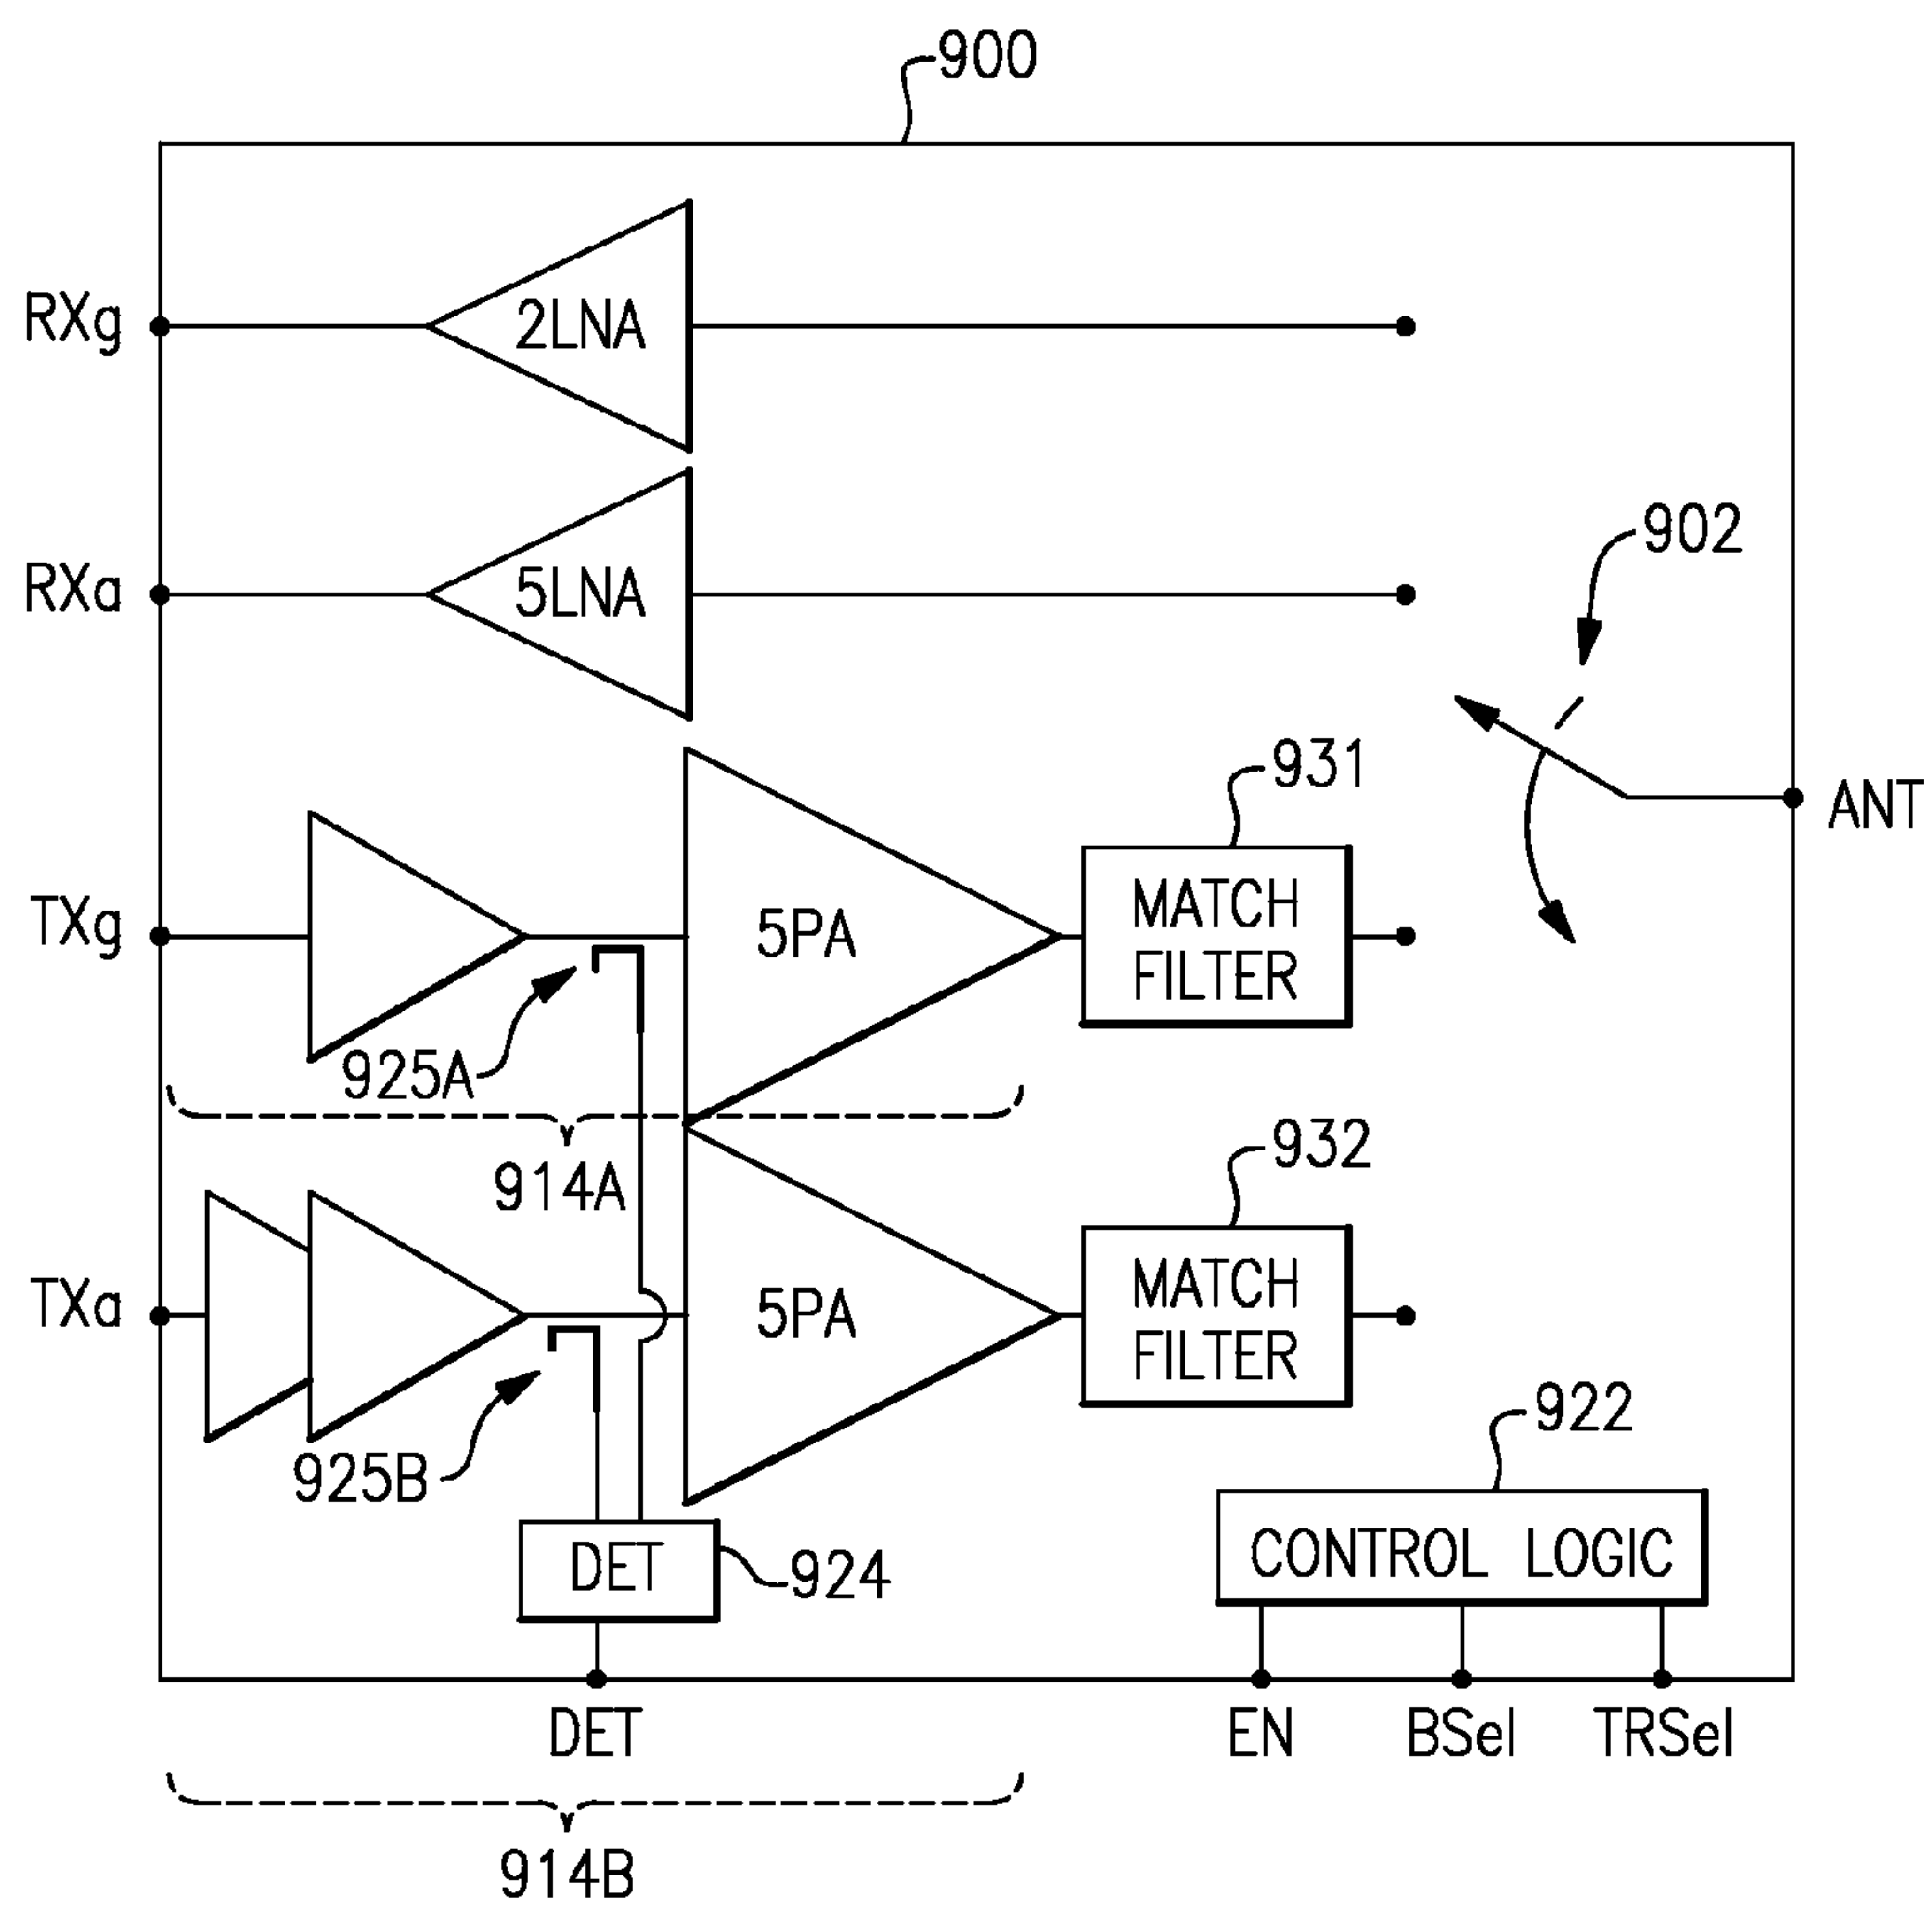 900
RXg
2LNA
902
RXa
5LNA
931
ANT
TXg
5PA
MATCH
FILTER
925A
914A
932
TXa
5PA
MATCH
FILTER
922
925B
CONTROL LOGIC
DET
924
DET
EN
BSel
TRSel
914B